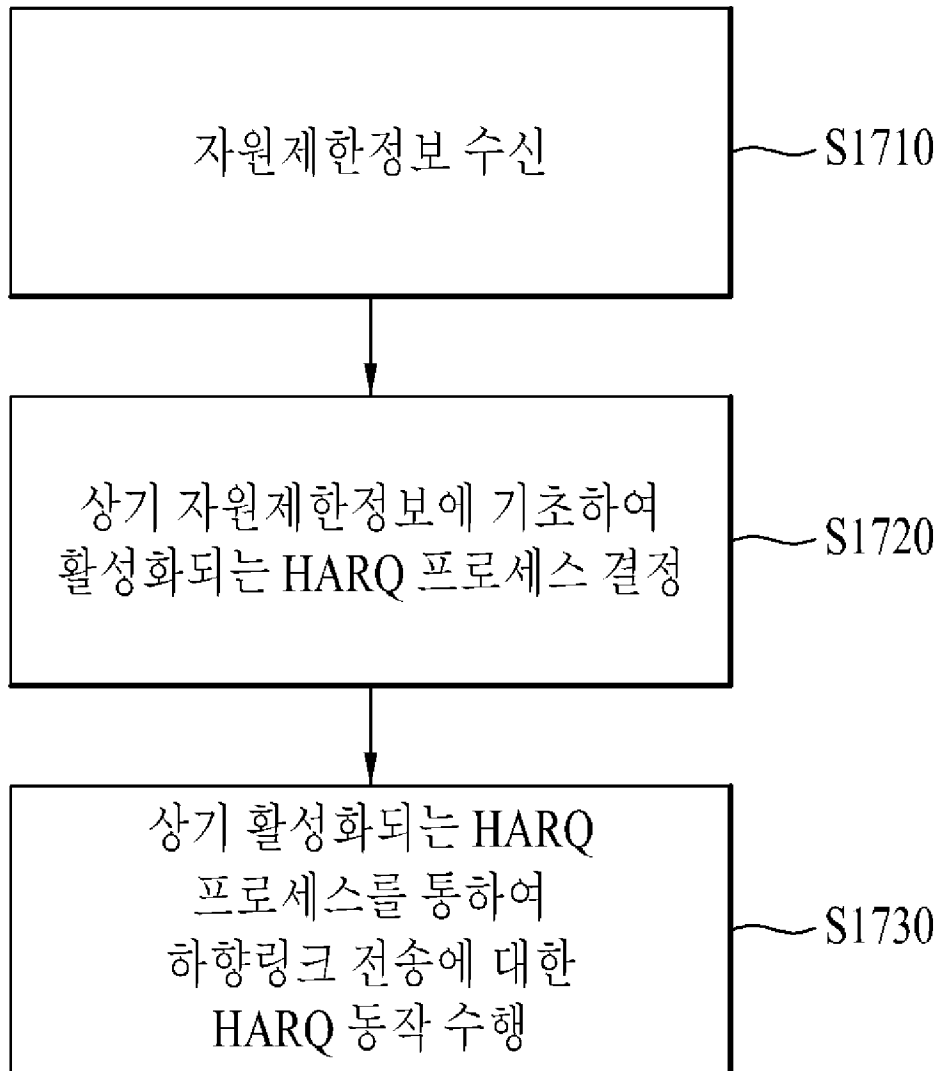 자원제한정보 수신
S1710
상기 자원제한정보에 기초하여
활성화되는 HARQ 프로세스 결정
S1720
상기 활성화되는 HARQ
프로세스를 통하여
하향링크 전송에 대한
HARQ 동작 수행
S1730